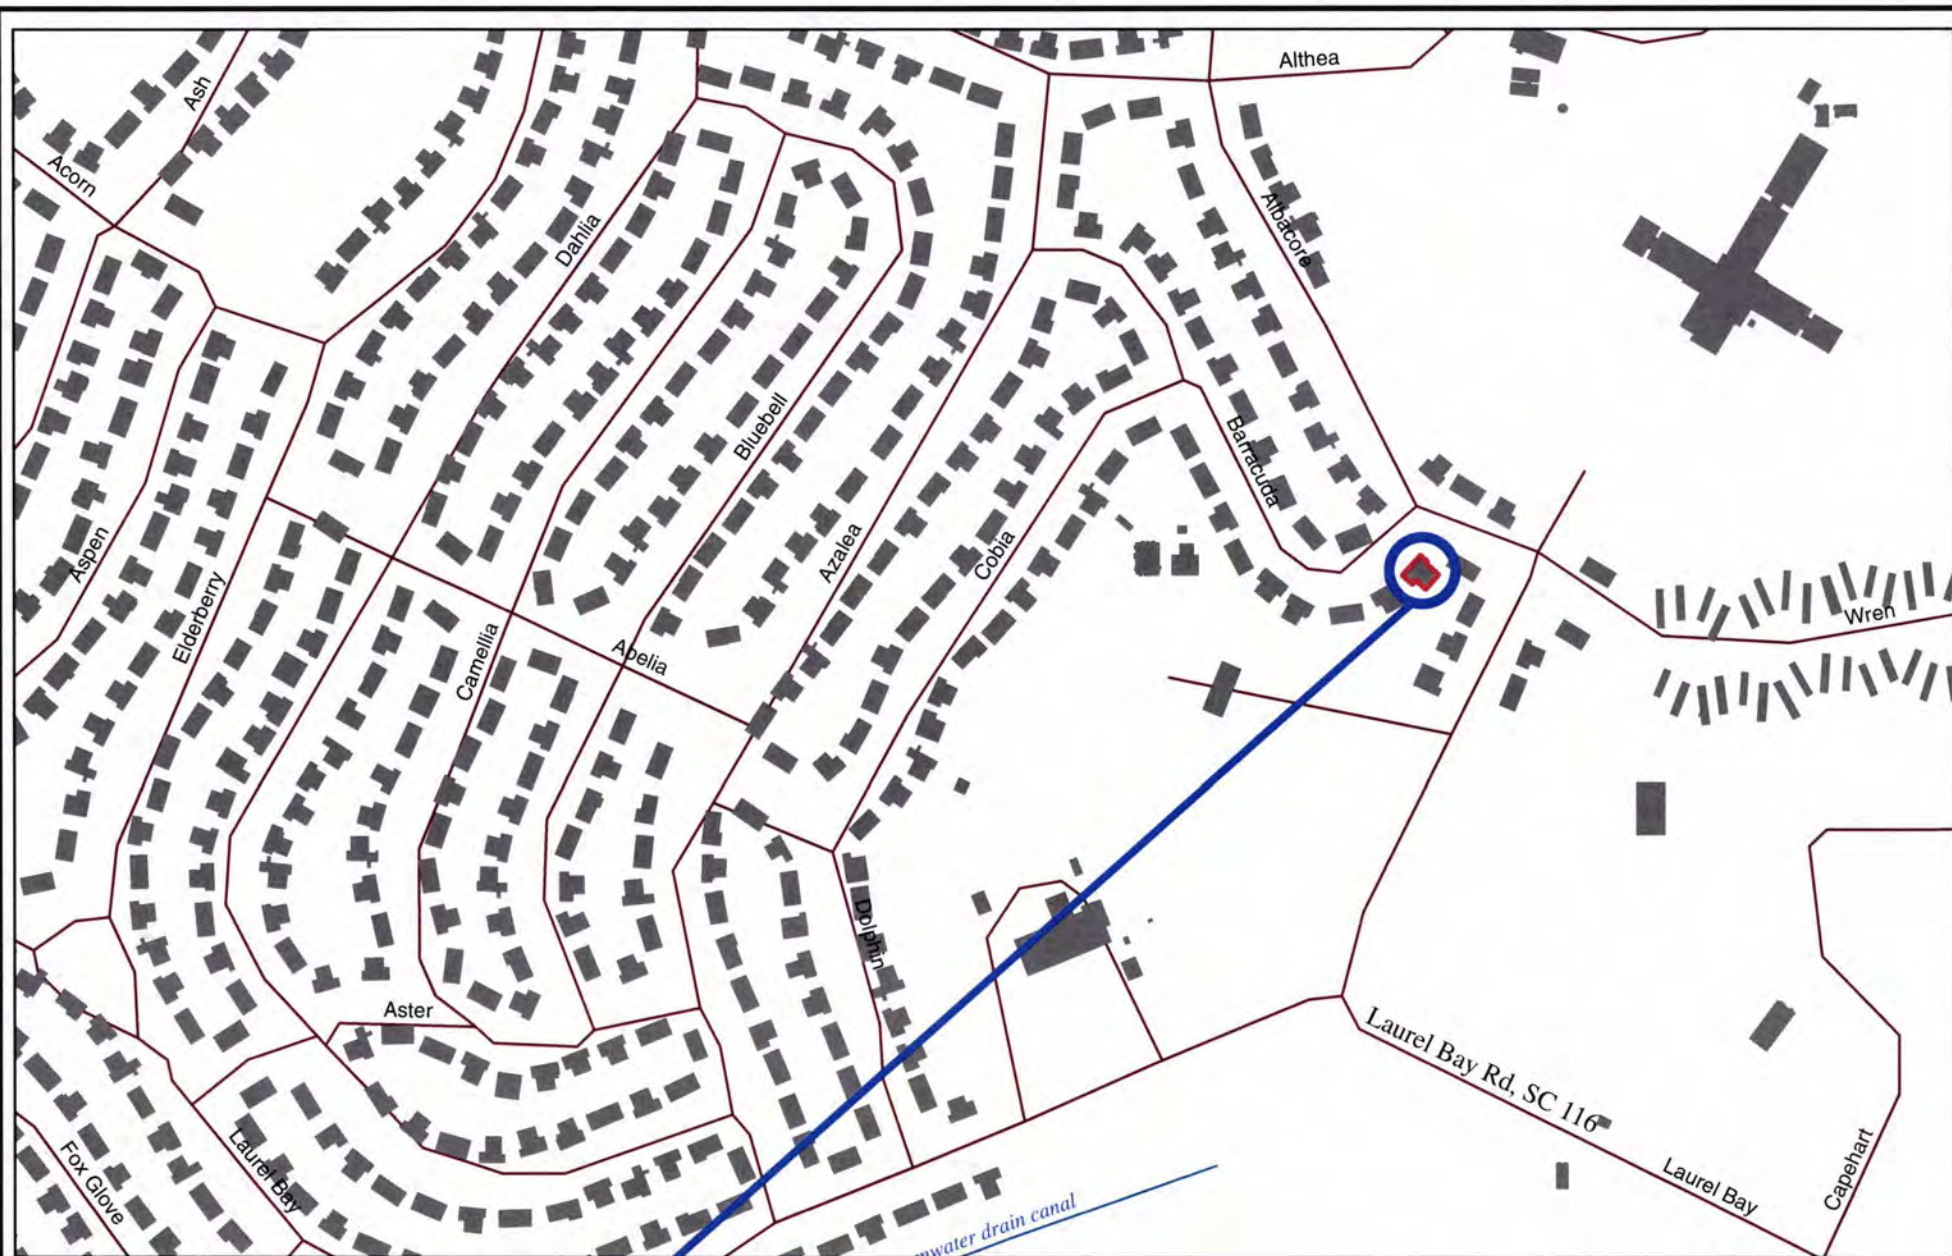 Althea
Ash
Acorn
Dahlia
Albacore
Bluebell
Barracuda
Azalea
Cobia
Aspen
Elderberry
Camellia
Abelia
Wren
Dolphin
Aster
Laurel Bay Rd, SC 116
Fox Glove
Laurel Bay
Laurel Bay
Capehart
drain canal